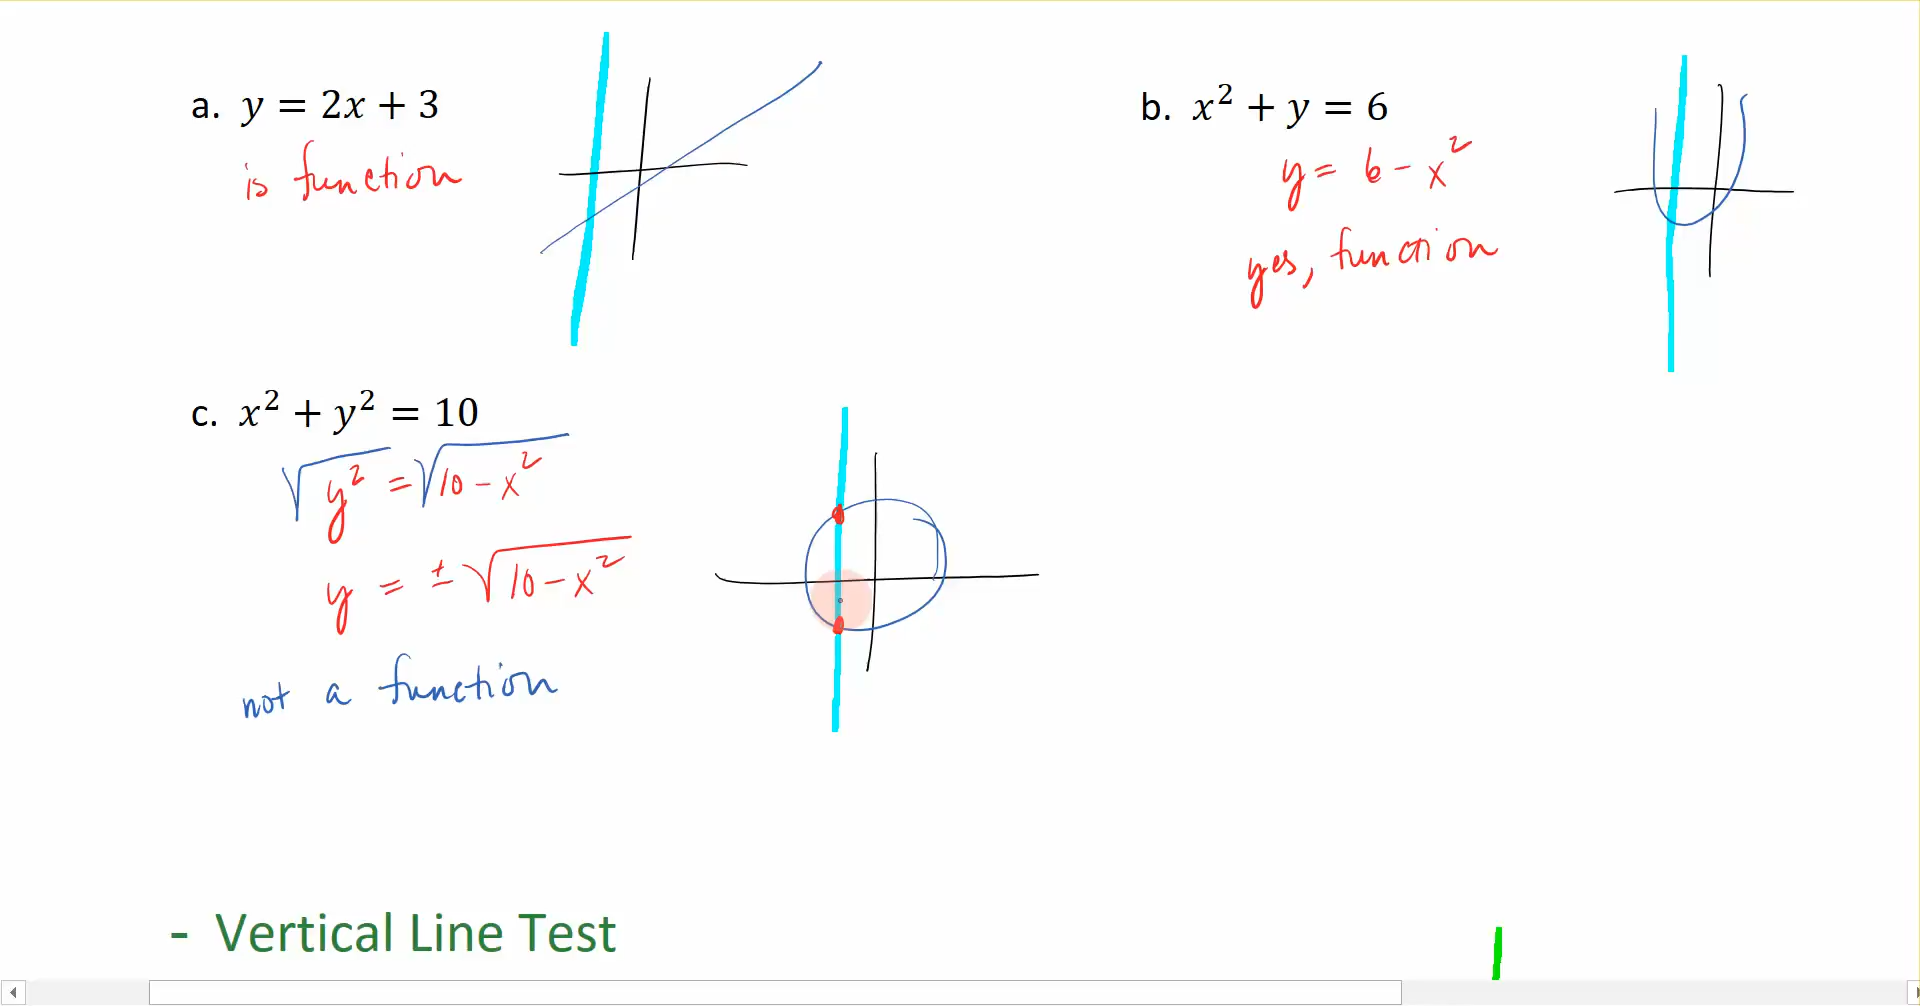 a. y = 2x + 3
is function
b. x² + y = 6
y = 6 - x²
yes, function
c. x² + y² = 10
√y² = √10 - x²
y = ± √10 - x²
not a function
- Vertical Line Test